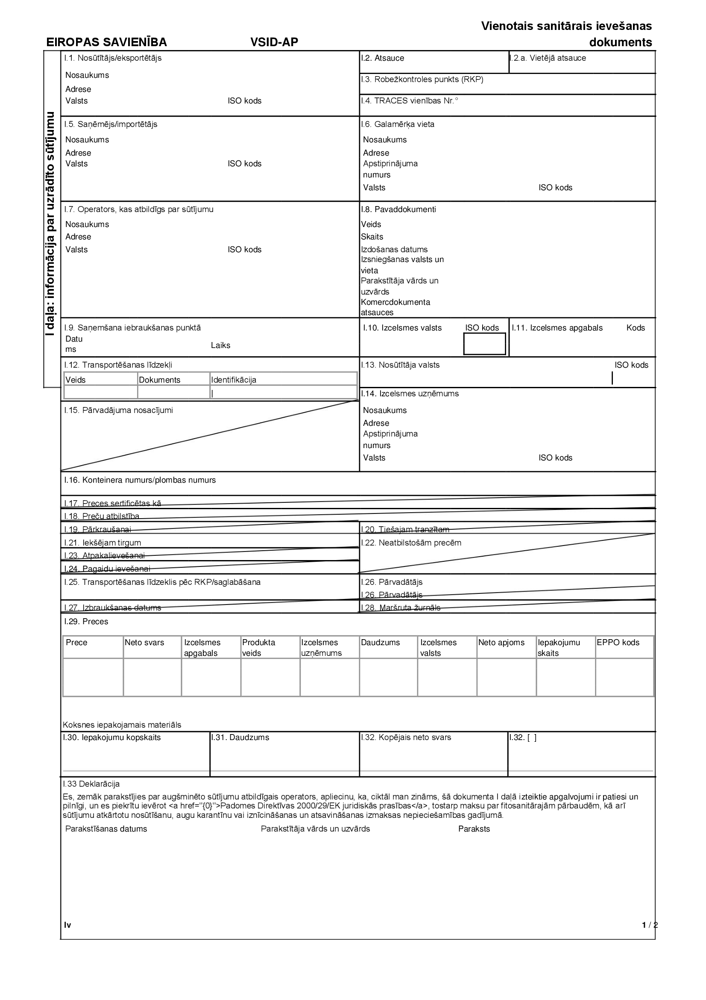 Vienotais sanitārais ievešanas
EIROPAS SAVIENĪBA VSID-AP dokuments
I daļa: informācija par uzrādīto sūtījumu
I.1. Nosūtītājs/eksportētājs
Nosaukums
Adrese
Valsts ISO kods
I.2. Atsauce
I.2.a. Vietējā atsauce
I.3. Robežkontroles punkts (RKP)
I.4. TRACES vienības Nr.°
I.5. Saņēmējs/importētājs
Nosaukums
Adrese
Valsts ISO kods
I.6. Galamērķa vieta
Nosaukums
Adrese
Apstiprinājuma
numurs
Valsts ISO kods
I.7. Operators, kas atbildīgs par sūtījumu
Nosaukums
Adrese
Valsts ISO kods
I.8. Pavaddokumenti
Veids
Skaits
Izdošanas datums
Izsniegšanas valsts un
vieta
Parakstītāja vārds un
uzvārds
Komercdokumenta
atsauces
I.9. Saņemšana iebraukšanas punktā
Datu
ms Laiks
I.10. Izcelsmes valsts ISO kods
I.11. Izcelsmes apgabals Kods
I.12. Transportēšanas līdzekļi
Veids Dokuments Identifikācija
I.13. Nosūtītāja valsts ISO kods
I.14. Izcelsmes uzņēmums
Nosaukums
Adrese
Apstiprinājuma
numurs
Valsts ISO kods
I.15. Pārvadājuma nosacījumi
I.16. Konteinera numurs/plombas numurs
I.17. Preces sertificētas kā
I.18. Preču atbilstība
I.19. Pārkraušanai
I.20. Tiešajam tranzītam
I.21. Iekšējam tirgum
I.22. Neatbilstošām precēm
I.23. Atpakaļievešanai
I.24. Pagaidu ievešanai
I.25. Transportēšanas līdzeklis pēc RKP/saglabāšana
I.26. Pārvadātājs
I.26. Pārvadātājs
I.27. Izbraukšanas datums
I.28. Maršruta žurnāls
I.29. Preces
Prece Neto svars Izcelsmes Produkta Izcelsmes Daudzums Izcelsmes Neto apjoms Iepakojumu EPPO kods
apgabals veids uzņēmums valsts skaits
Koksnes iepakojamais materiāls
I.30. Iepakojumu kopskaits I.31. Daudzums I.32. Kopējais neto svars I.32. [ ]
I.33 Deklarācija
Es, zemāk parakstījies par augšminēto sūtījumu atbildīgais operators, apliecinu, ka, ciktāl man zināms, šā dokumenta I daļā izteiktie apgalvojumi ir patiesi un
pilnīgi, un es piekrītu ievērot <a href="{0}">Padomes Direktīvas 2000/29/EK juridiskās prasības</a>, tostarp maksu par fitosanitārajām pārbaudēm, kā arī
sūtījumu atkārtotu nosūtīšanu, augu karantīnu vai iznīcināšanas un atsavināšanas izmaksas nepieciešamības gadījumā.
Parakstīšanas datums Parakstītāja vārds un uzvārds Paraksts
lv 1 / 2